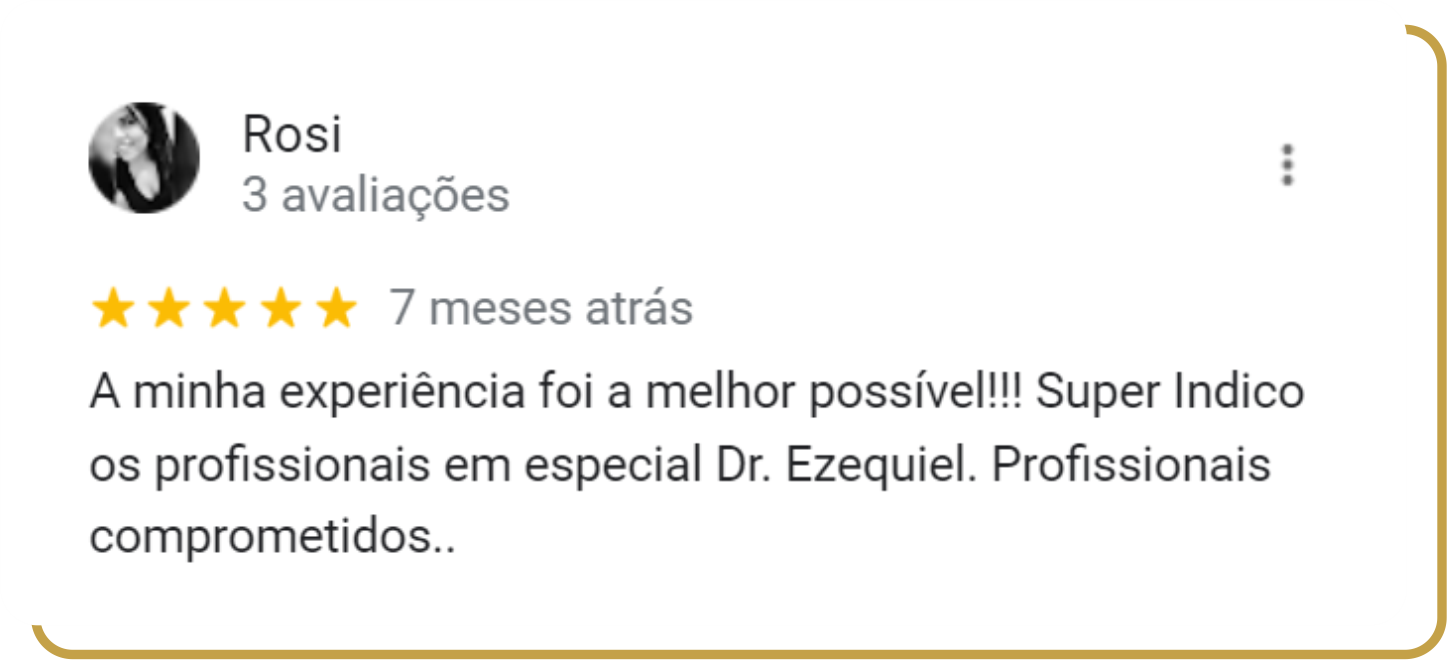 Rosi
3 avaliações
7 meses atrás
A minha experiência foi a melhor possível!!! Super Indico
os profissionais em especial Dr. Ezequiel. Profissionais
comprometidos..